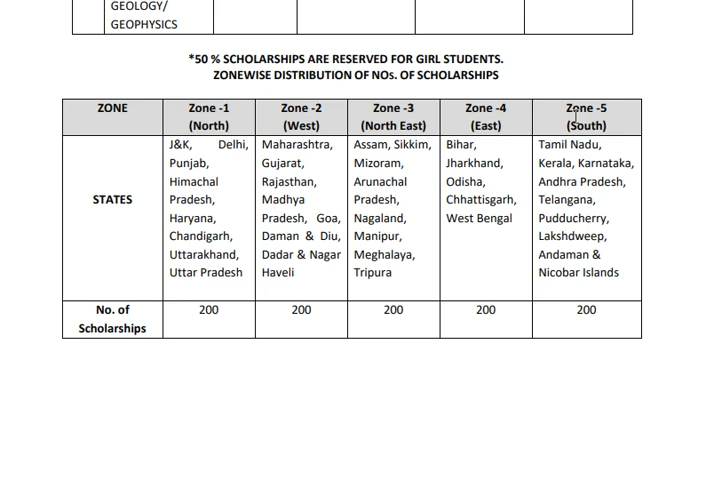 GEOLOGY/
GEOPHYSICS
*50 % SCHOLARSHIPS ARE RESERVED FOR GIRL STUDENTS.
ZONEWISE DISTRIBUTION OF NOs. OF SCHOLARSHIPS
ZONE
Zone -1
(North)
Zone -2
(West)
Zone -3
(North East)
Zone -4
(East)
Zone -5
(South)
STATES
J&K, Delhi,
Punjab,
Himachal
Pradesh,
Haryana,
Chandigarh,
Uttarakhand,
Uttar Pradesh
Maharashtra,
Gujarat,
Rajasthan,
Madhya
Pradesh, Goa,
Daman & Diu,
Dadar & Nagar
Haveli
Assam, Sikkim,
Mizoram,
Arunachal
Pradesh,
Nagaland,
Manipur,
Meghalaya,
Tripura
Bihar,
Jharkhand,
Odisha,
Chhattisgarh,
West Bengal
Tamil Nadu,
Kerala, Karnataka,
Andhra Pradesh,
Telangana,
Pudducherry,
Lakshdweep,
Andaman &
Nicobar Islands
No. of
Scholarships
200
200
200
200
200